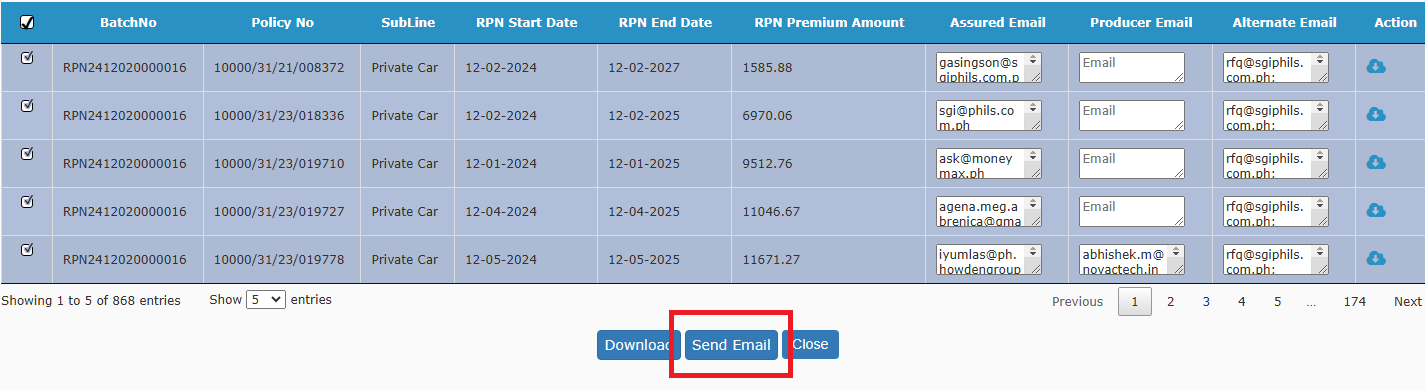 BatchNo Policy No SubLine RPN Start Date RPN End Date RPN Premium Amount Assured Email Producer Email Alternate Email Action
RPN2412020000016 10000/31/21/008372 Private Car 12-02-2024 12-02-2027 1585.88 gasingson@s Email rfq@sgiphils.
giphils.com.p com.ph;
RPN2412020000016 10000/31/23/018336 Private Car 12-02-2024 12-02-2025 6970.06 sgi@phils.co Email rfq@sgiphils.
m.ph com.ph;
RPN2412020000016 10000/31/23/019710 Private Car 12-01-2024 12-01-2025 9512.76 ask@money Email rfq@sgiphils.
max.ph com.ph;
RPN2412020000016 10000/31/23/019727 Private Car 12-04-2024 12-04-2025 11046.67 agena.meg.a Email rfq@sgiphils.
brenica@gma com.ph;
RPN2412020000016 10000/31/23/019778 Private Car 12-05-2024 12-05-2025 11671.27 iyumlas@ph. abhishek.m@ rfq@sgiphils.
howdengroup novactech.in com.ph;
Showing 1 to 5 of 868 entries Show 5 entries Previous 1 2 3 4 5 ... 174 Next
Download Send Email Close